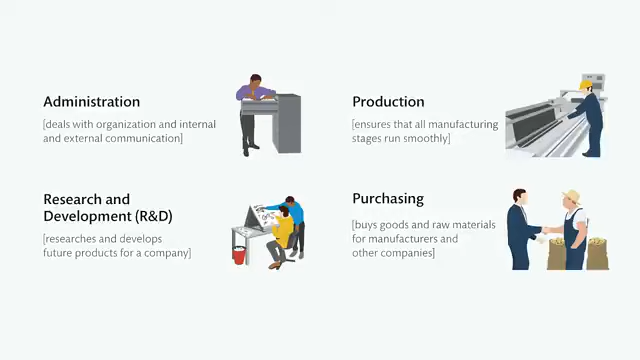 Administration
[deals with organization and internal
and external communication]
Production
[ensures that all manufacturing
stages run smoothly]
Research and
Development (R&D)
[researches and develops
future products for a company]
Purchasing
[buys goods and raw materials
for manufacturers and
other companies]